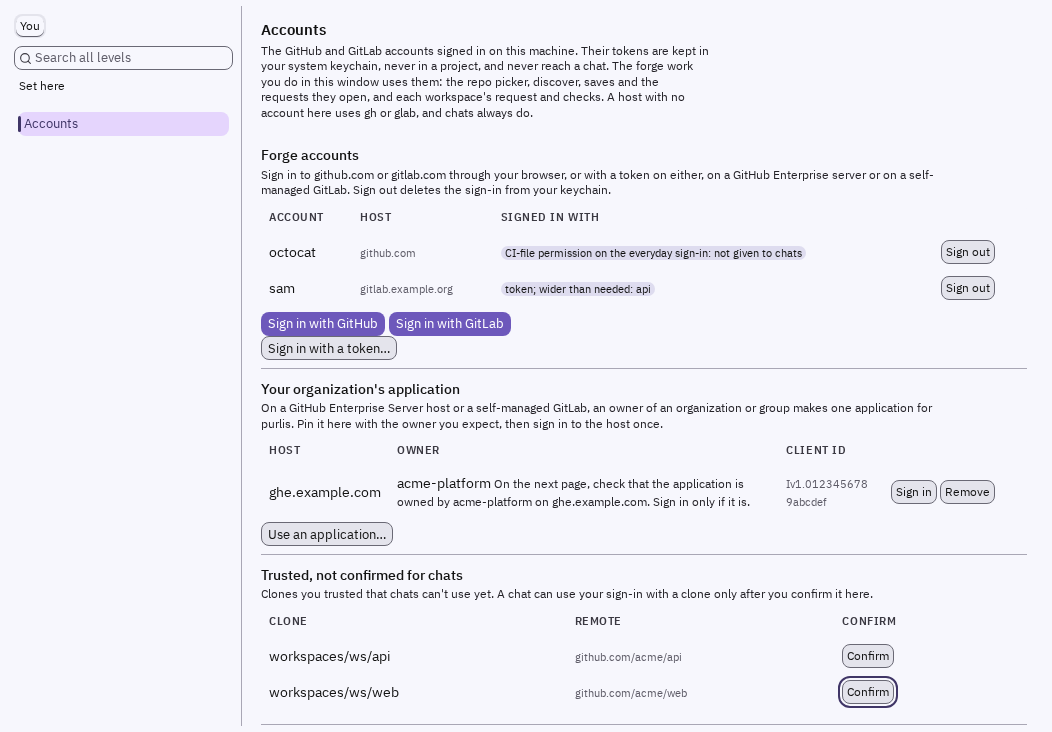 You
Search all levels
Set here
Accounts
Accounts
The GitHub and GitLab accounts signed in on this machine. Their tokens are kept in
your system keychain, never in a project, and never reach a chat. The forge work
you do in this window uses them: the repo picker, discover, saves and the
requests they open, and each workspace's request and checks. A host with no
account here uses gh or glab, and chats always do.
Forge accounts
Sign in to github.com or gitlab.com through your browser, or with a token on either, on a GitHub Enterprise server or on a self-
managed GitLab. Sign out deletes the sign-in from your keychain.
ACCOUNT HOST SIGNED IN WITH
octocat github.com CI-file permission on the everyday sign-in: not given to chats Sign out
sam gitlab.example.org token; wider than needed: api Sign out
Sign in with GitHub Sign in with GitLab
Sign in with a token...
Your organization's application
On a GitHub Enterprise Server host or a self-managed GitLab, an owner of an organization or group makes one application for
purlis. Pin it here with the owner you expect, then sign in to the host once.
HOST OWNER CLIENT ID
acme-platform On the next page, check that the application is Iv1.012345678
ghe.example.com Sign in Remove
owned by acme-platform on ghe.example.com. Sign in only if it is. 9abcdef
Use an application...
Trusted, not confirmed for chats
Clones you trusted that chats can't use yet. A chat can use your sign-in with a clone only after you confirm it here.
CLONE REMOTE CONFIRM
workspaces/ws/api github.com/acme/api Confirm
workspaces/ws/web github.com/acme/web Confirm